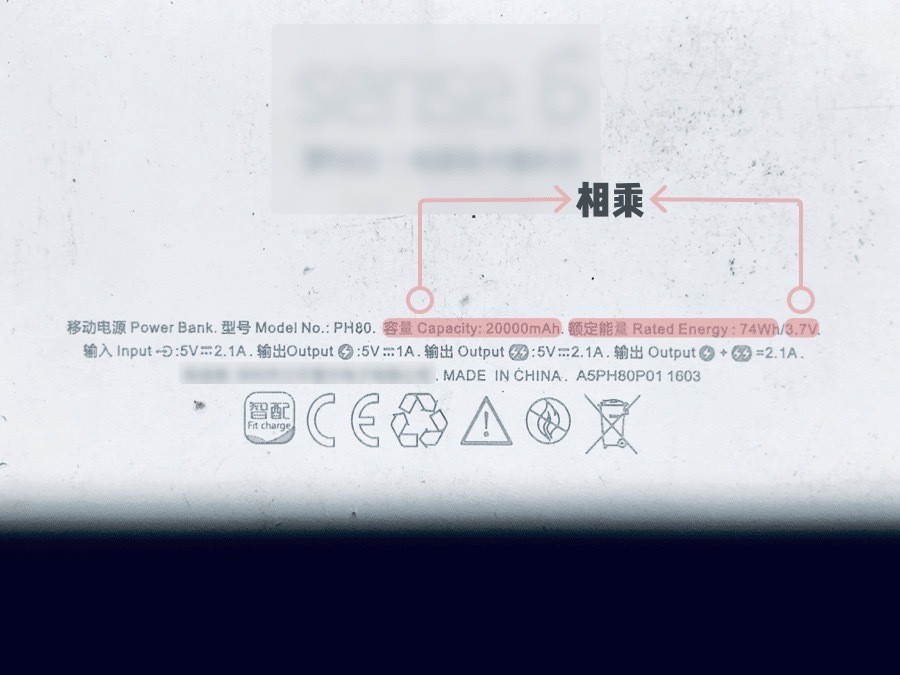 相乘
移动电源 Power Bank. 型号 Model No.: PH80. 容量 Capacity: 20000mAh. 额定能量 Rated Energy : 74Wh/3.7V.
输入 Input :5V⎓2.1A . 输出Output :5V⎓1A . 输出 Output :5V⎓2.1A . 输出 Output + =2.1A .
. MADE IN CHINA . A5PH80P01 1603
智配
Fit charge